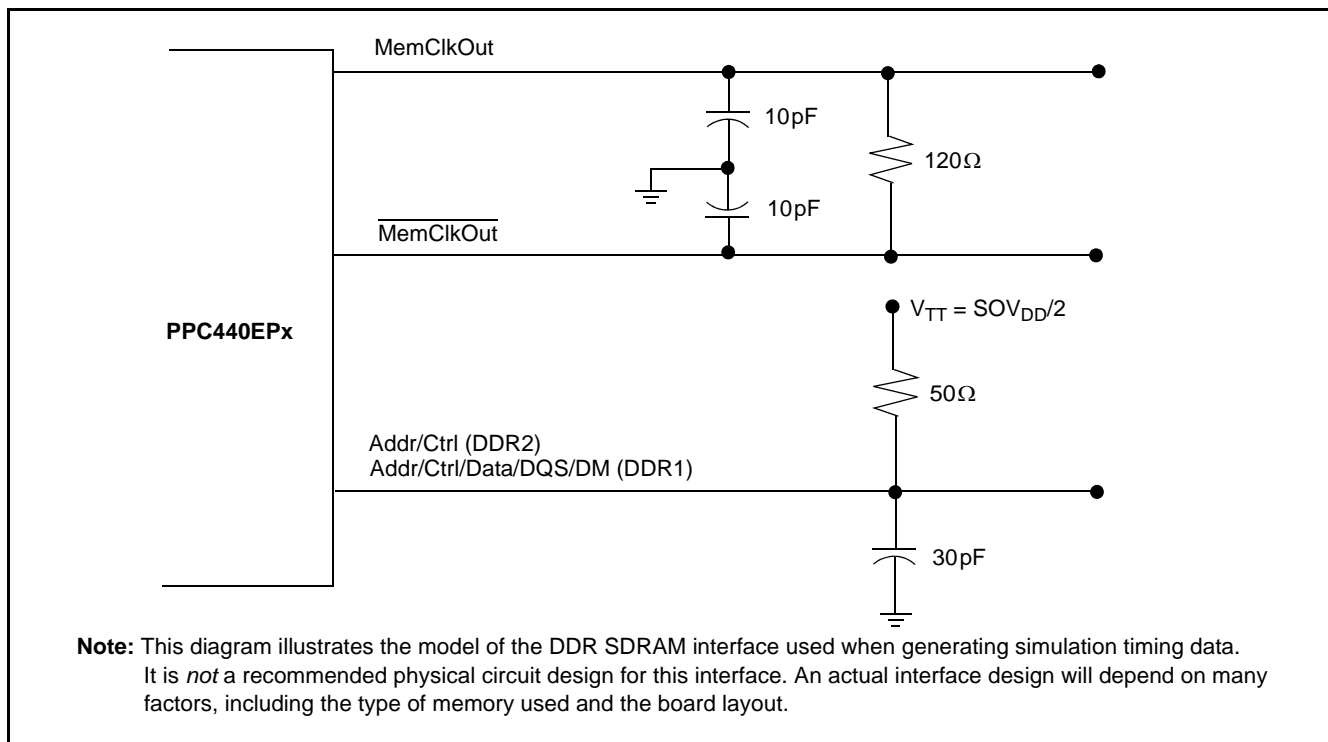 MemClkOut
10pF
120Ω
10pF
MemClkOut
V_TT = SOV_DD/2
PPC440EPx
50Ω
Addr/Ctrl (DDR2)
Addr/Ctrl/Data/DQS/DM (DDR1)
30pF
Note: This diagram illustrates the model of the DDR SDRAM interface used when generating simulation timing data.
It is not a recommended physical circuit design for this interface. An actual interface design will depend on many
factors, including the type of memory used and the board layout.